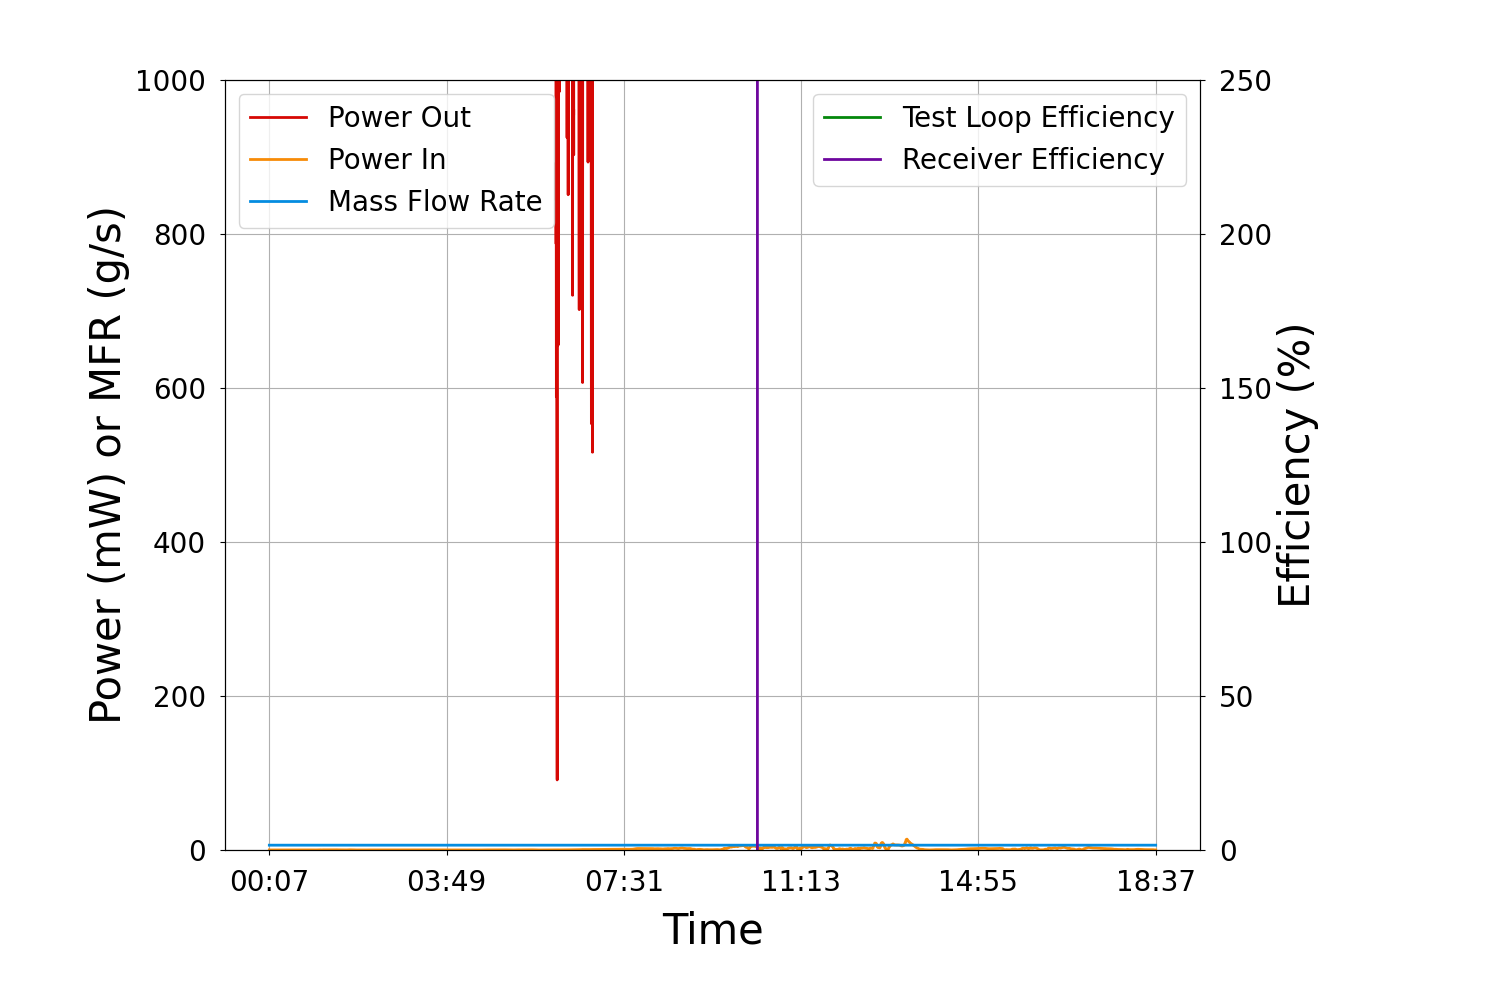 1000
800
600
400
200
0
Power (mW) or MFR (g/s)
Power Out
Power In
Mass Flow Rate
Test Loop Efficiency
Receiver Efficiency
250
200
150
100
50
0
Efficiency (%)
00:07 03:49 07:31 11:13 14:55 18:37
Time